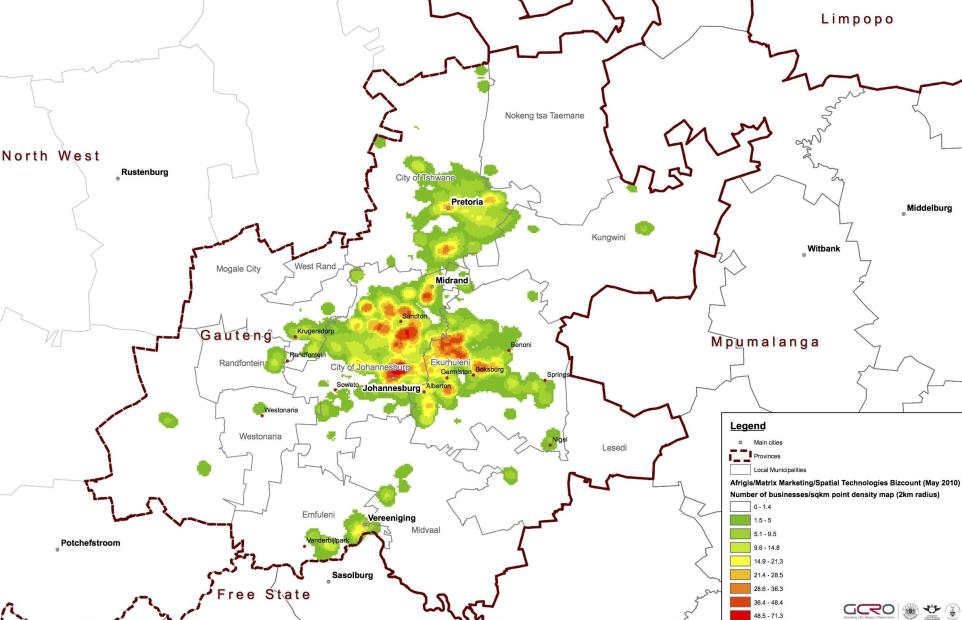 Limpopo
Nokeng tsa Taemane
North West
Rustenburg
City of Tshwane
Pretoria
Middelburg
Kungwini
Witbank
Mogale City
West Rand
Midrand
Sandton
Gauteng
Krugersdorp
Mpumalanga
Benoni
Randfontein
Randfontein
City of Johannesburg
Ekurhuleni
Germiston
Boksburg
Springs
Soweto
Johannesburg
Alberton
Westonaria
Westonaria
Nigel
Lesedi
Emfuleni
Vereeniging
Midvaal
Vanderbijlpark
Potchefstroom
Sasolburg
Free State
Legend
Main cities
Provinces
Local Municipalities
Afrigis/Matrix Marketing/Spatial Technologies Bizcount (May 2010)
Number of businesses/sqkm point density map (2km radius)
0 - 1.4
1.5 - 5
5.1 - 9.5
9.6 - 14.8
14.9 - 21.3
21.4 - 28.5
28.6 - 36.3
36.4 - 48.4
48.5 - 71.3
GCRO